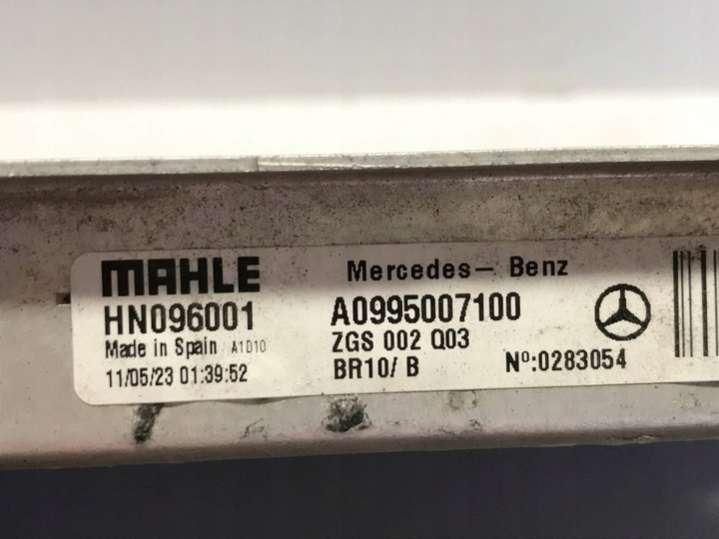 MAHLE
HN096001
Made in Spain A1D10
11/05/23 01:39:52
Mercedes- Benz
A0995007100
ZGS 002 Q03
BR10/ B Nº:0283054